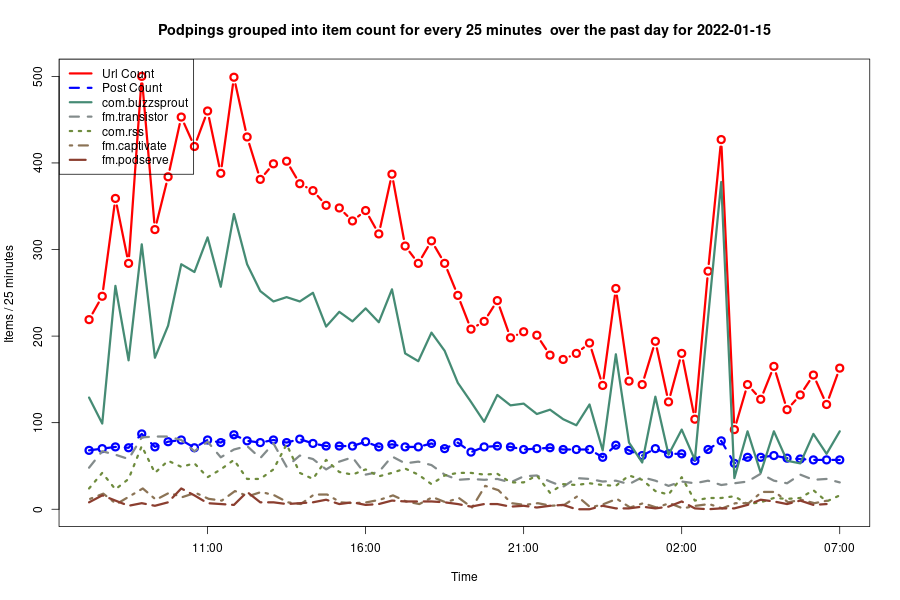 Podpings grouped into item count for every 25 minutes  over the past day for 2022-01-15
Items / 25 minutes
500
400
300
200
100
0
Url Count
Post Count
com.buzzsprout
fm.transistor
com.rss
fm.captivate
fm.podserve
11:00
16:00
21:00
02:00
07:00
Time